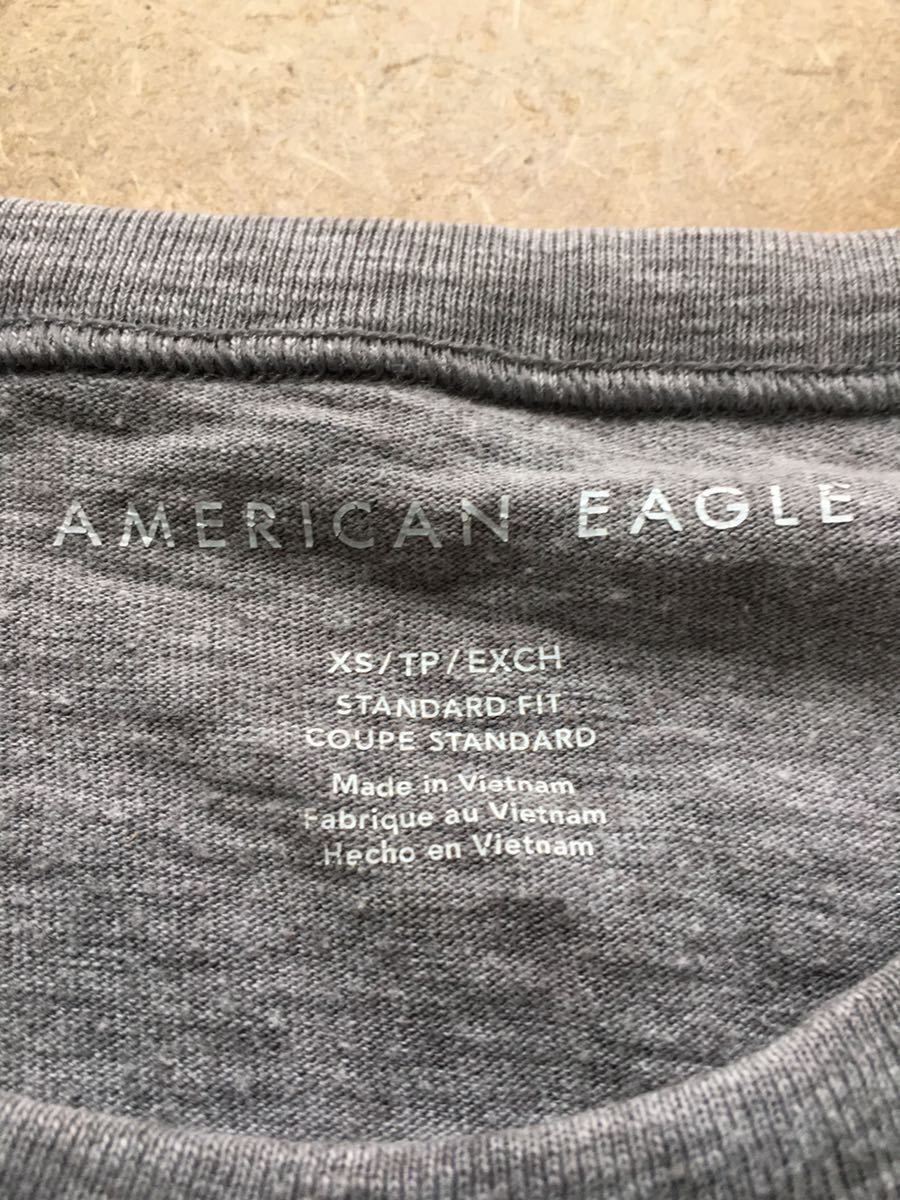 AMERICAN EAGLE
XS/TP/EXCH
STANDARD FIT
COUPE STANDARD
Made in Vietnam
Fabrique au Vietnam
Hecho en Vietnam